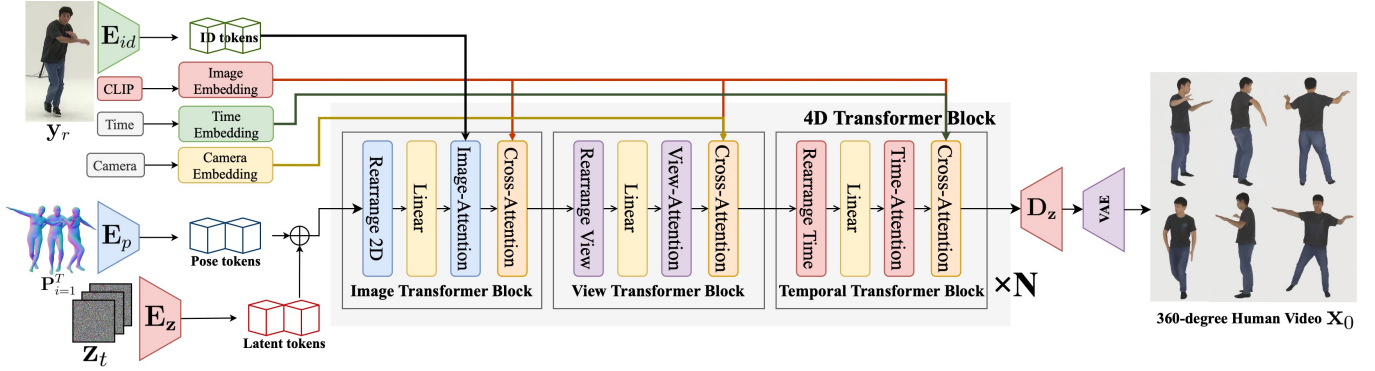 E_id
ID tokens
CLIP
Image
Embedding
y_r
Time
Time
Embedding
Camera
Camera
Embedding
E_p
Pose tokens
P^T_{i=1}
E_z
z_t
Latent tokens
4D Transformer Block
Rearrange 2D
Linear
Image-Attention
Cross-Attention
Image Transformer Block
Rearrange View
Linear
View-Attention
Cross-Attention
View Transformer Block
Rearrange Time
Linear
Time-Attention
Cross-Attention
Temporal Transformer Block
×N
D_z
VAE
360-degree Human Video x_0